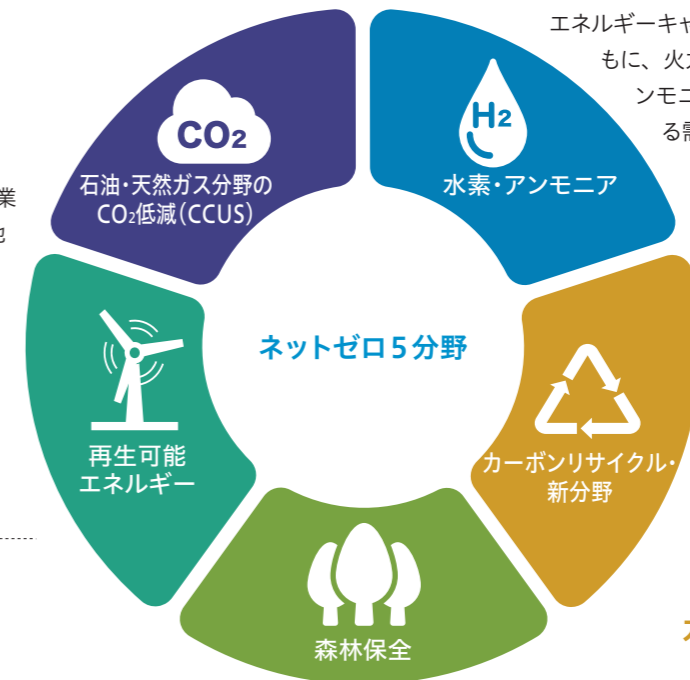 エネルギーキャ
もに、火
ンモニ
る需
CO2
石油・天然ガス分野の
CO2低減(CCUS)
H2
水素・アンモニア
業
ネットゼロ5分野
再生可能
エネルギー
カーボンリサイクル・
新分野
森林保全